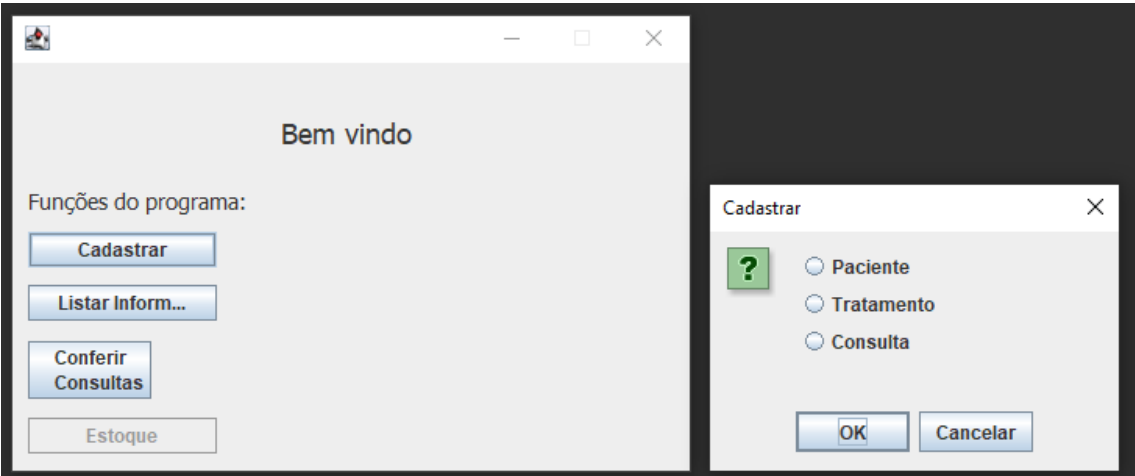 Bem vindo
Funções do programa:
Cadastrar
Listar Inform...
Conferir
Consultas
Estoque
Cadastrar
?
Paciente
Tratamento
Consulta
OK
Cancelar